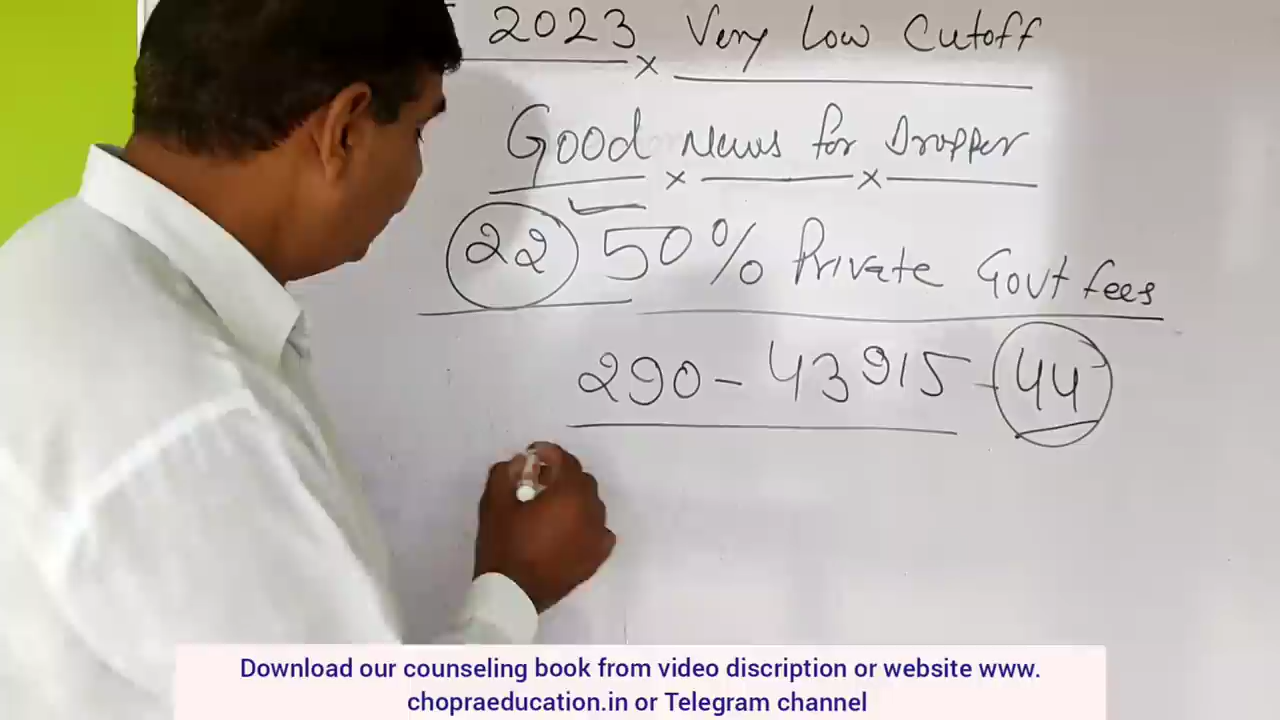 2023 Very Low Cutoff
Good News for Dropper
22 50% Private Govt fees
290 - 43915 - 44
Download our counseling book from video discription or website www.
chopraeducation.in or Telegram channel